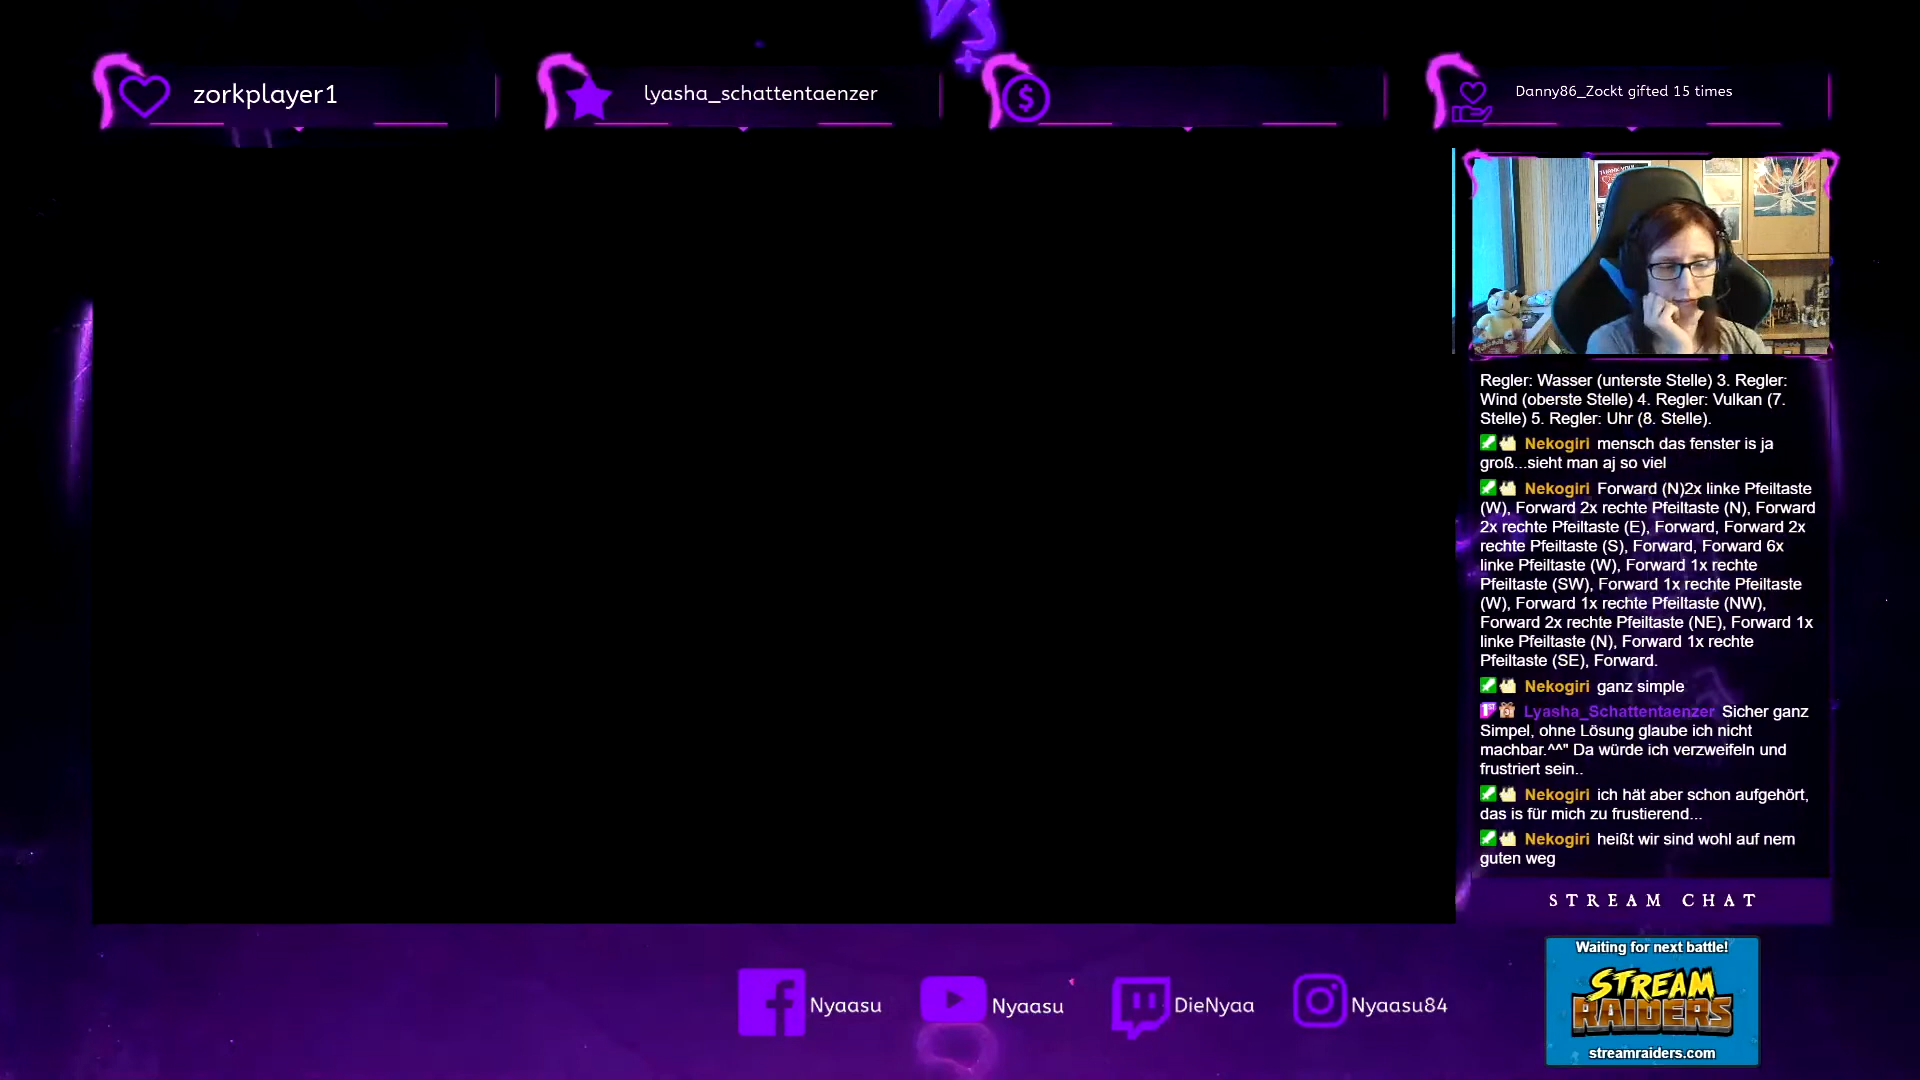 zorkplayer1
lyasha_schattentaenzer
Danny86_Zockt gifted 15 times
Regler: Wasser (unterste Stelle) 3. Regler:
Wind (oberste Stelle) 4. Regler: Vulkan (7.
Stelle) 5. Regler: Uhr (8. Stelle).
Nekogiri mensch das fenster is ja
groß...sieht man aj so viel
Nekogiri Forward (N)2x linke Pfeiltaste
(W), Forward 2x rechte Pfeiltaste (N), Forward
2x rechte Pfeiltaste (E), Forward, Forward 2x
rechte Pfeiltaste (S), Forward, Forward 6x
linke Pfeiltaste (W), Forward 1x rechte
Pfeiltaste (SW), Forward 1x rechte Pfeiltaste
(W), Forward 1x rechte Pfeiltaste (NW),
Forward 2x rechte Pfeiltaste (NE), Forward 1x
linke Pfeiltaste (N), Forward 1x rechte
Pfeiltaste (SE), Forward.
Nekogiri ganz simple
1ST Lyasha_Schattentaenzer Sicher ganz
Simpel, ohne Lösung glaube ich nicht
machbar.^^" Da würde ich verzweifeln und
frustriert sein..
Nekogiri ich hät aber schon aufgehört,
das is für mich zu frustierend...
Nekogiri heißt wir sind wohl auf nem
guten weg
STREAM CHAT
Waiting for next battle!
STREAM
RAIDERS
streamraiders.com
Nyaasu
Nyaasu
DieNyaa
Nyaasu84